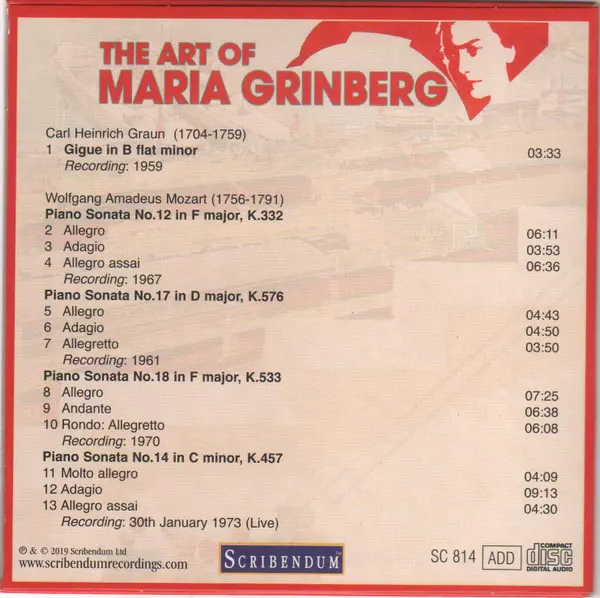 THE ART OF
MARIA GRINBERG
Carl Heinrich Graun (1704-1759)
1 Gigue in B flat minor 03:33
Recording: 1959
Wolfgang Amadeus Mozart (1756-1791)
Piano Sonata No.12 in F major, K.332
2 Allegro 06:11
3 Adagio 03:53
4 Allegro assai 06:36
Recording: 1967
Piano Sonata No.17 in D major, K.576
5 Allegro 04:43
6 Adagio 04:50
7 Allegretto 03:50
Recording: 1961
Piano Sonata No.18 in F major, K.533
8 Allegro 07:25
9 Andante 06:38
10 Rondo: Allegretto 06:08
Recording: 1970
Piano Sonata No.14 in C minor, K.457
11 Molto allegro 04:09
12 Adagio 09:13
13 Allegro assai 04:30
Recording: 30th January 1973 (Live)
℗ & © 2019 Scribendum Ltd
www.scribendumrecordings.com
SCRIBENDUM™
SC 814 ADD COMPACT disc DIGITAL AUDIO